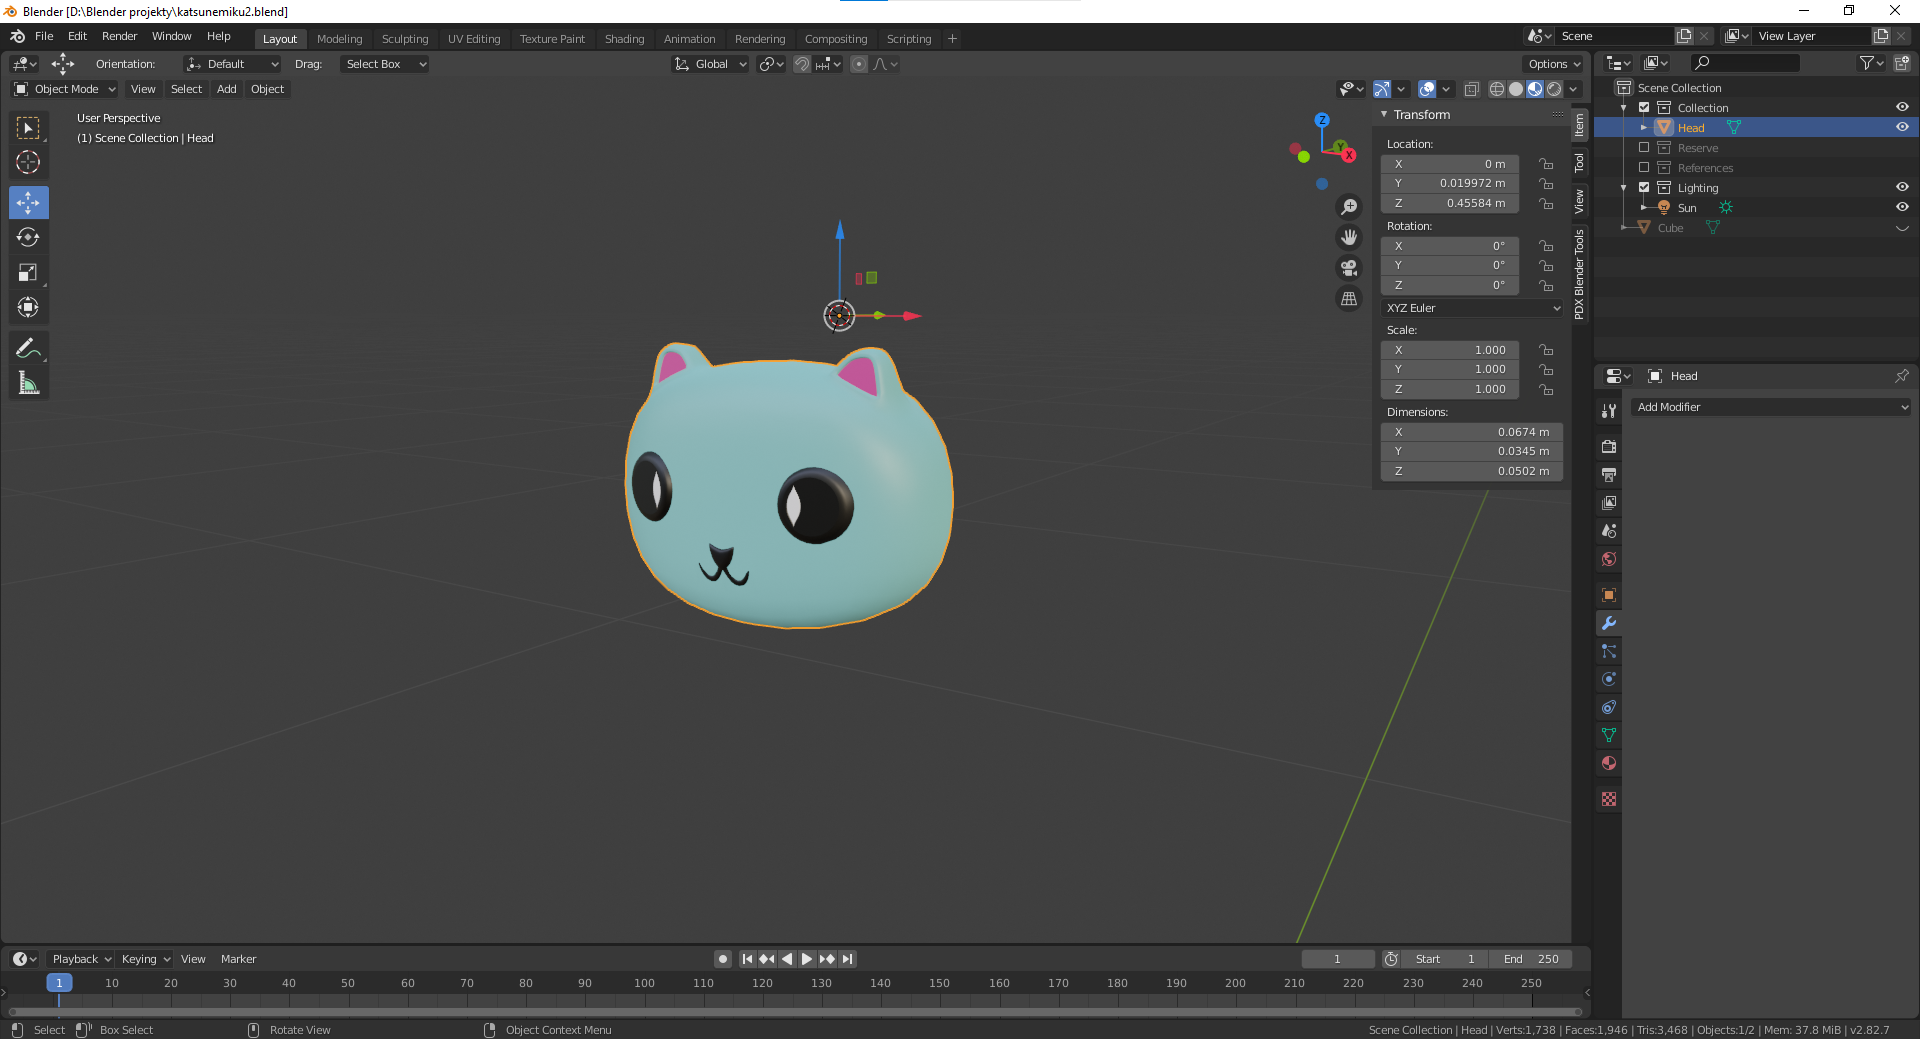 Blender [D:\Blender projekty\katsunemiku2.blend]
File Edit Render Window Help Layout Modeling Sculpting UV Editing Texture Paint Shading Animation Rendering Compositing Scripting + Scene View Layer
Orientation: Default Drag: Select Box Global Options
Object Mode View Select Add Object
User Perspective
(1) Scene Collection | Head
Z
Y
X
Transform
Location:
X 0 m
Y 0.019972 m
Z 0.45584 m
Rotation:
X 0°
Y 0°
Z 0°
XYZ Euler
Scale:
X 1.000
Y 1.000
Z 1.000
Dimensions:
X 0.0674 m
Y 0.0345 m
Z 0.0502 m
Item
Tool
View
PDX Blender Tools
Scene Collection
Collection
Head
Reserve
References
Lighting
Sun
Cube
Head
Add Modifier
Playback Keying View Marker 1 Start 1 End 250
1 10 20 30 40 50 60 70 80 90 100 110 120 130 140 150 160 170 180 190 200 210 220 230 240 250
Select Box Select Rotate View Object Context Menu Scene Collection | Head | Verts:1,738 | Faces:1,946 | Tris:3,468 | Objects:1/2 | Mem: 37.8 MiB | v2.82.7